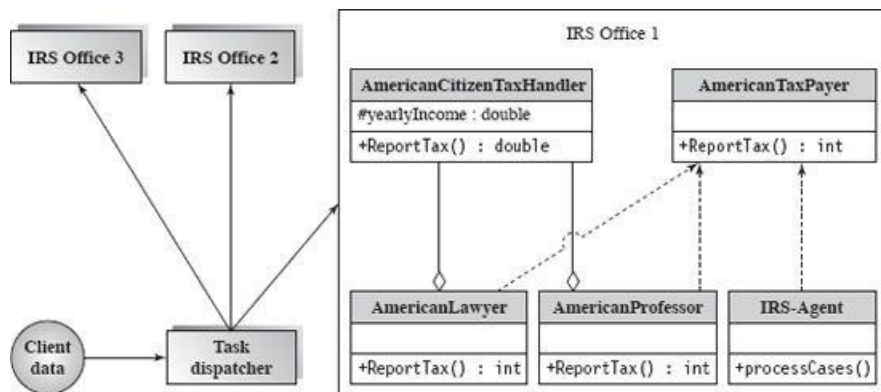 IRS Office 3
IRS Office 2
IRS Office 1
AmericanCitizenTaxHandler
#yearlyIncome : double
+ReportTax() : double
AmericanTaxPayer
+ReportTax() : int
AmericanLawyer
+ReportTax() : int
AmericanProfessor
+ReportTax() : int
IRS-Agent
+processCases()
Client
data
Task
dispatcher